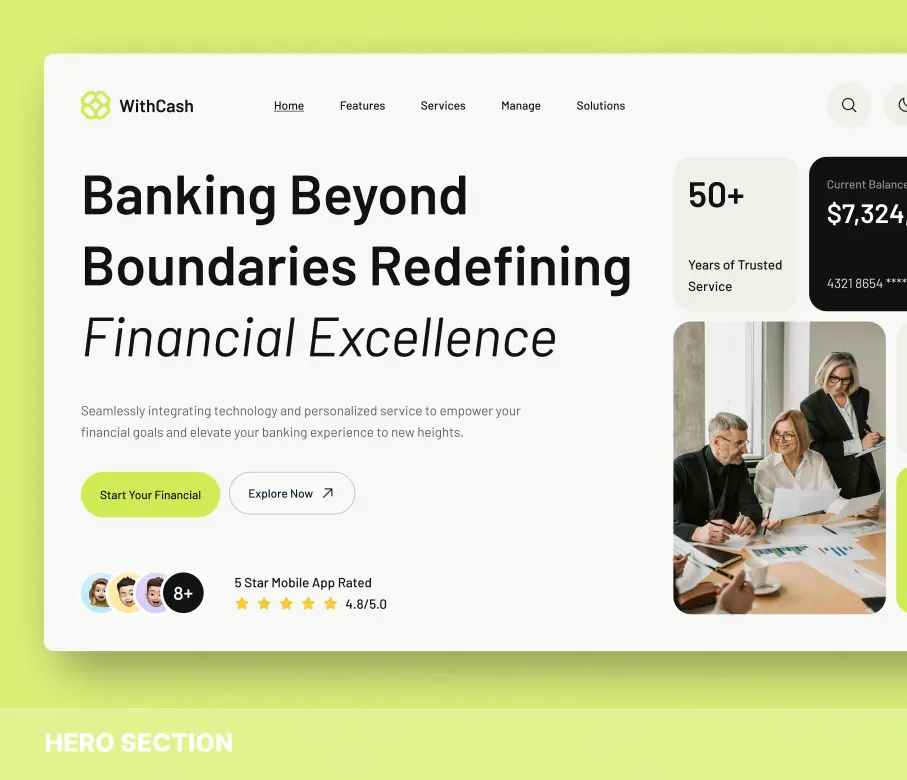 WithCash
Home
Features
Services
Manage
Solutions
Banking Beyond
Boundaries Redefining
Financial Excellence
Seamlessly integrating technology and personalized service to empower your
financial goals and elevate your banking experience to new heights.
Start Your Financial
Explore Now
8+
5 Star Mobile App Rated
4.8/5.0
50+
Years of Trusted
Service
Current Balance
$7,324,
4321 8654 ****
HERO SECTION